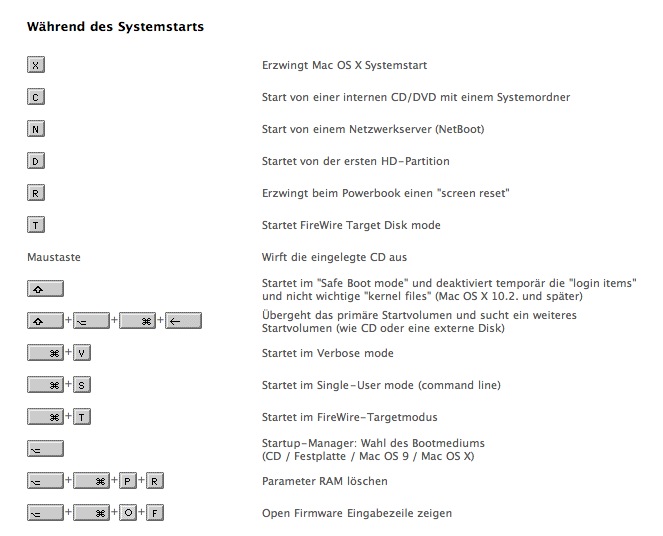 Während des Systemstarts
X Erzwingt Mac OS X Systemstart
C Start von einer internen CD/DVD mit einem Systemordner
N Start von einem Netzwerkserver (NetBoot)
D Startet von der ersten HD-Partition
R Erzwingt beim Powerbook einen "screen reset"
T Startet FireWire Target Disk mode
Maustaste Wirft die eingelegte CD aus
⇧ Startet im "Safe Boot mode" und deaktiviert temporär die "login items"
und nicht wichtige "kernel files" (Mac OS X 10.2. und später)
⇧ + ⌥ + ⌘ + ← Übergeht das primäre Startvolumen und sucht ein weiteres
Startvolumen (wie CD oder eine externe Disk)
⌘ + V Startet im Verbose mode
⌘ + S Startet im Single-User mode (command line)
⌘ + T Startet im FireWire-Targetmodus
⌥ Startup-Manager: Wahl des Bootmediums
(CD / Festplatte / Mac OS 9 / Mac OS X)
⌥ + ⌘ + P + R Parameter RAM löschen
⌥ + ⌘ + O + F Open Firmware Eingabezeile zeigen